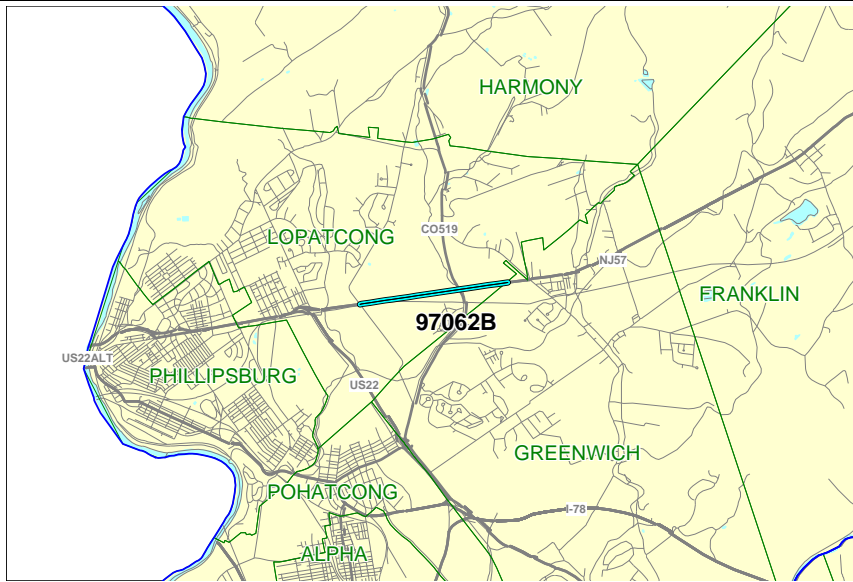 HARMONY
CO519
LOPATCONG
NJ57
FRANKLIN
97062B
US22ALT
PHILLIPSBURG
US22
GREENWICH
POHATCONG
I-78
ALPHA